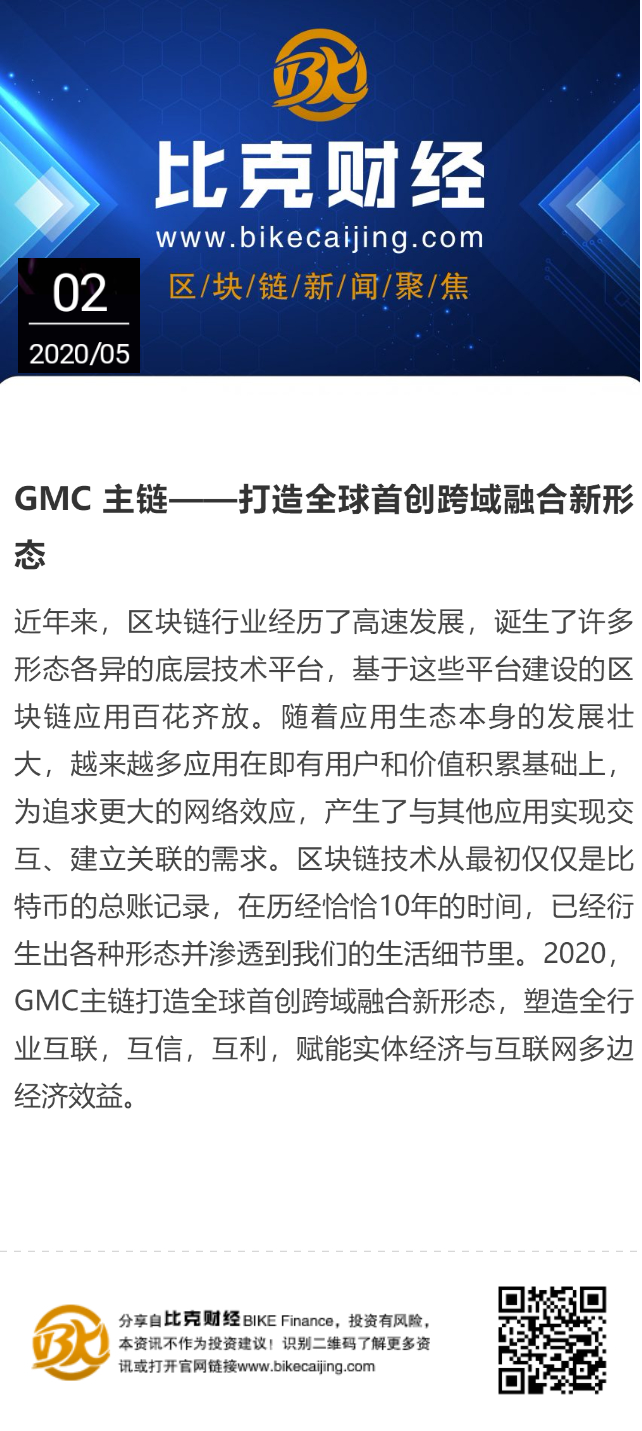 BK
比克财经
www.bikecaijing.com
区/块/链/新/闻/聚/焦
02
2020/05
GMC 主链——打造全球首创跨域融合新形
态
近年来，区块链行业经历了高速发展，诞生了许多
形态各异的底层技术平台，基于这些平台建设的区
块链应用百花齐放。随着应用生态本身的发展壮
大，越来越多应用在即有用户和价值积累基础上，
为追求更大的网络效应，产生了与其他应用实现交
互、建立关联的需求。区块链技术从最初仅仅是比
特币的总账记录，在历经恰恰10年的时间，已经衍
生出各种形态并渗透到我们的生活细节里。2020，
GMC主链打造全球首创跨域融合新形态，塑造全行
业互联，互信，互利，赋能实体经济与互联网多边
经济效益。
BK
分享自比克财经BIKE Finance，投资有风险，
本资讯不作为投资建议！识别二维码了解更多资
讯或打开官网链接www.bikecaijing.com